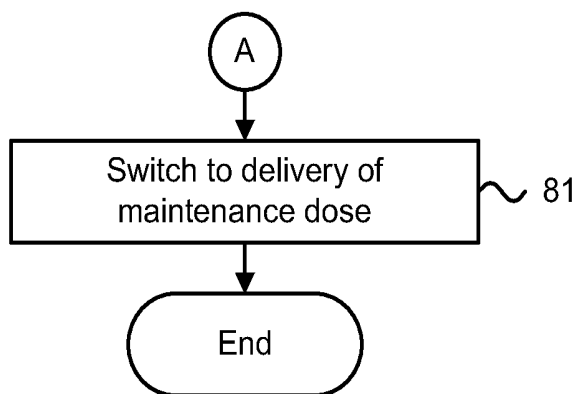 A
Switch to delivery of
maintenance dose
81
End